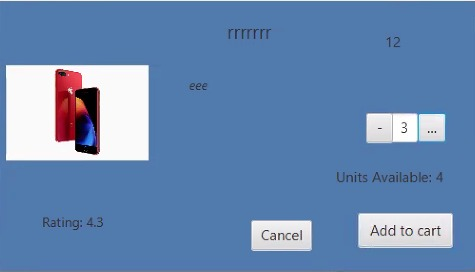 rrrrrrr
12
eee
- 3 ...
Units Available: 4
Rating: 4.3
Cancel
Add to cart